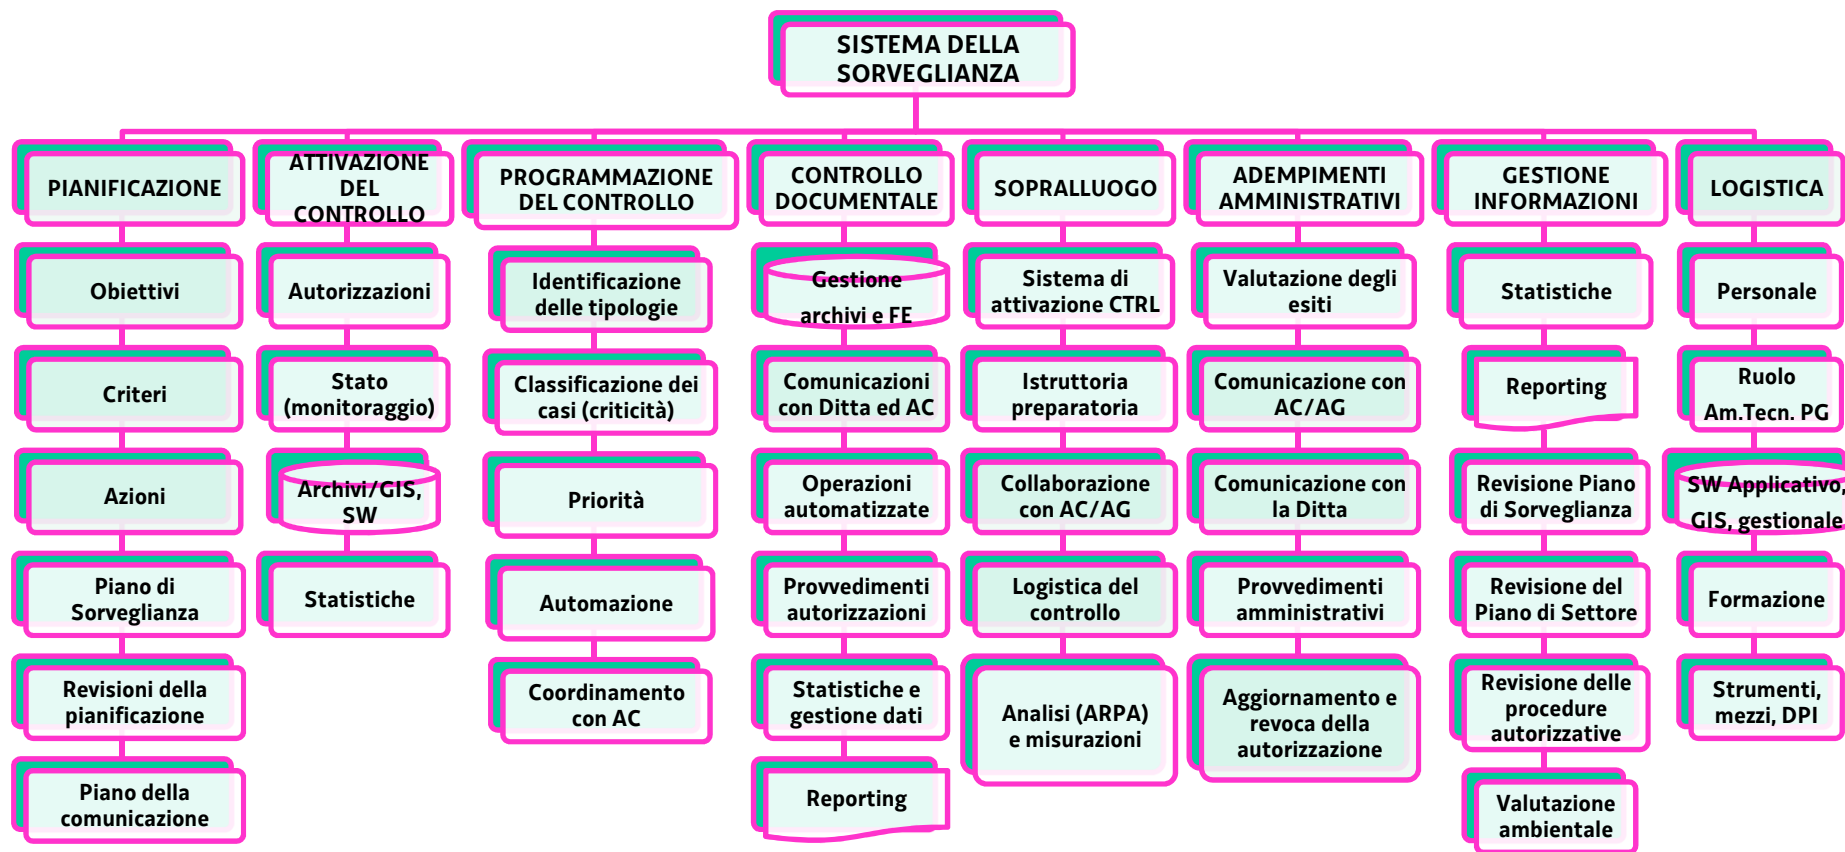 SISTEMA DELLA
SORVEGLIANZA
PIANIFICAZIONE
Obiettivi
Criteri
Azioni
Piano di
Sorveglianza
Revisioni della
pianificazione
Piano della
comunicazione
ATTIVAZIONE
DEL
CONTROLLO
Autorizzazioni
Stato
(monitoraggio)
Archivi/GIS,
SW
Statistiche
PROGRAMMAZIONE
DEL CONTROLLO
Identificazione
delle tipologie
Classificazione dei
casi (criticità)
Priorità
Automazione
Coordinamento
con AC
CONTROLLO
DOCUMENTALE
Gestione
archivi e FE
Comunicazioni
con Ditta ed AC
Operazioni
automatizzate
Provvedimenti
autorizzazioni
Statistiche e
gestione dati
Reporting
SOPRALLUOGO
Sistema di
attivazione CTRL
Istruttoria
preparatoria
Collaborazione
con AC/AG
Logistica del
controllo
Analisi (ARPA)
e misurazioni
ADEMPIMENTI
AMMINISTRATIVI
Valutazione degli
esiti
Comunicazione con
AC/AG
Comunicazione con
la Ditta
Provvedimenti
amministrativi
Aggiornamento e
revoca della
autorizzazione
GESTIONE
INFORMAZIONI
Statistiche
Reporting
Revisione Piano
di Sorveglianza
Revisione del
Piano di Settore
Revisione delle
procedure
autorizzative
Valutazione
ambientale
LOGISTICA
Personale
Ruolo
Am.Tecn. PG
SW Applicativo,
GIS, gestionale
Formazione
Strumenti,
mezzi, DPI